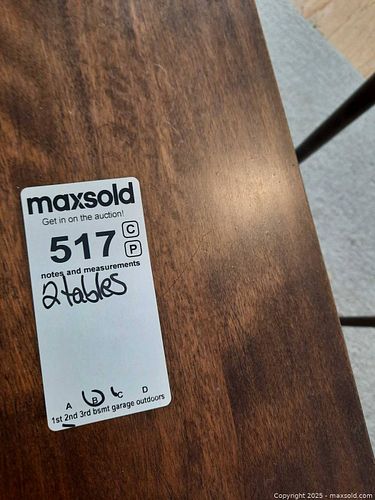 maxsold
Get in on the auction!
517 C
P
notes and measurements
2 tables
A B C D
1st 2nd 3rd bsmt garage outdoors
Copyright 2025 - maxsold.com